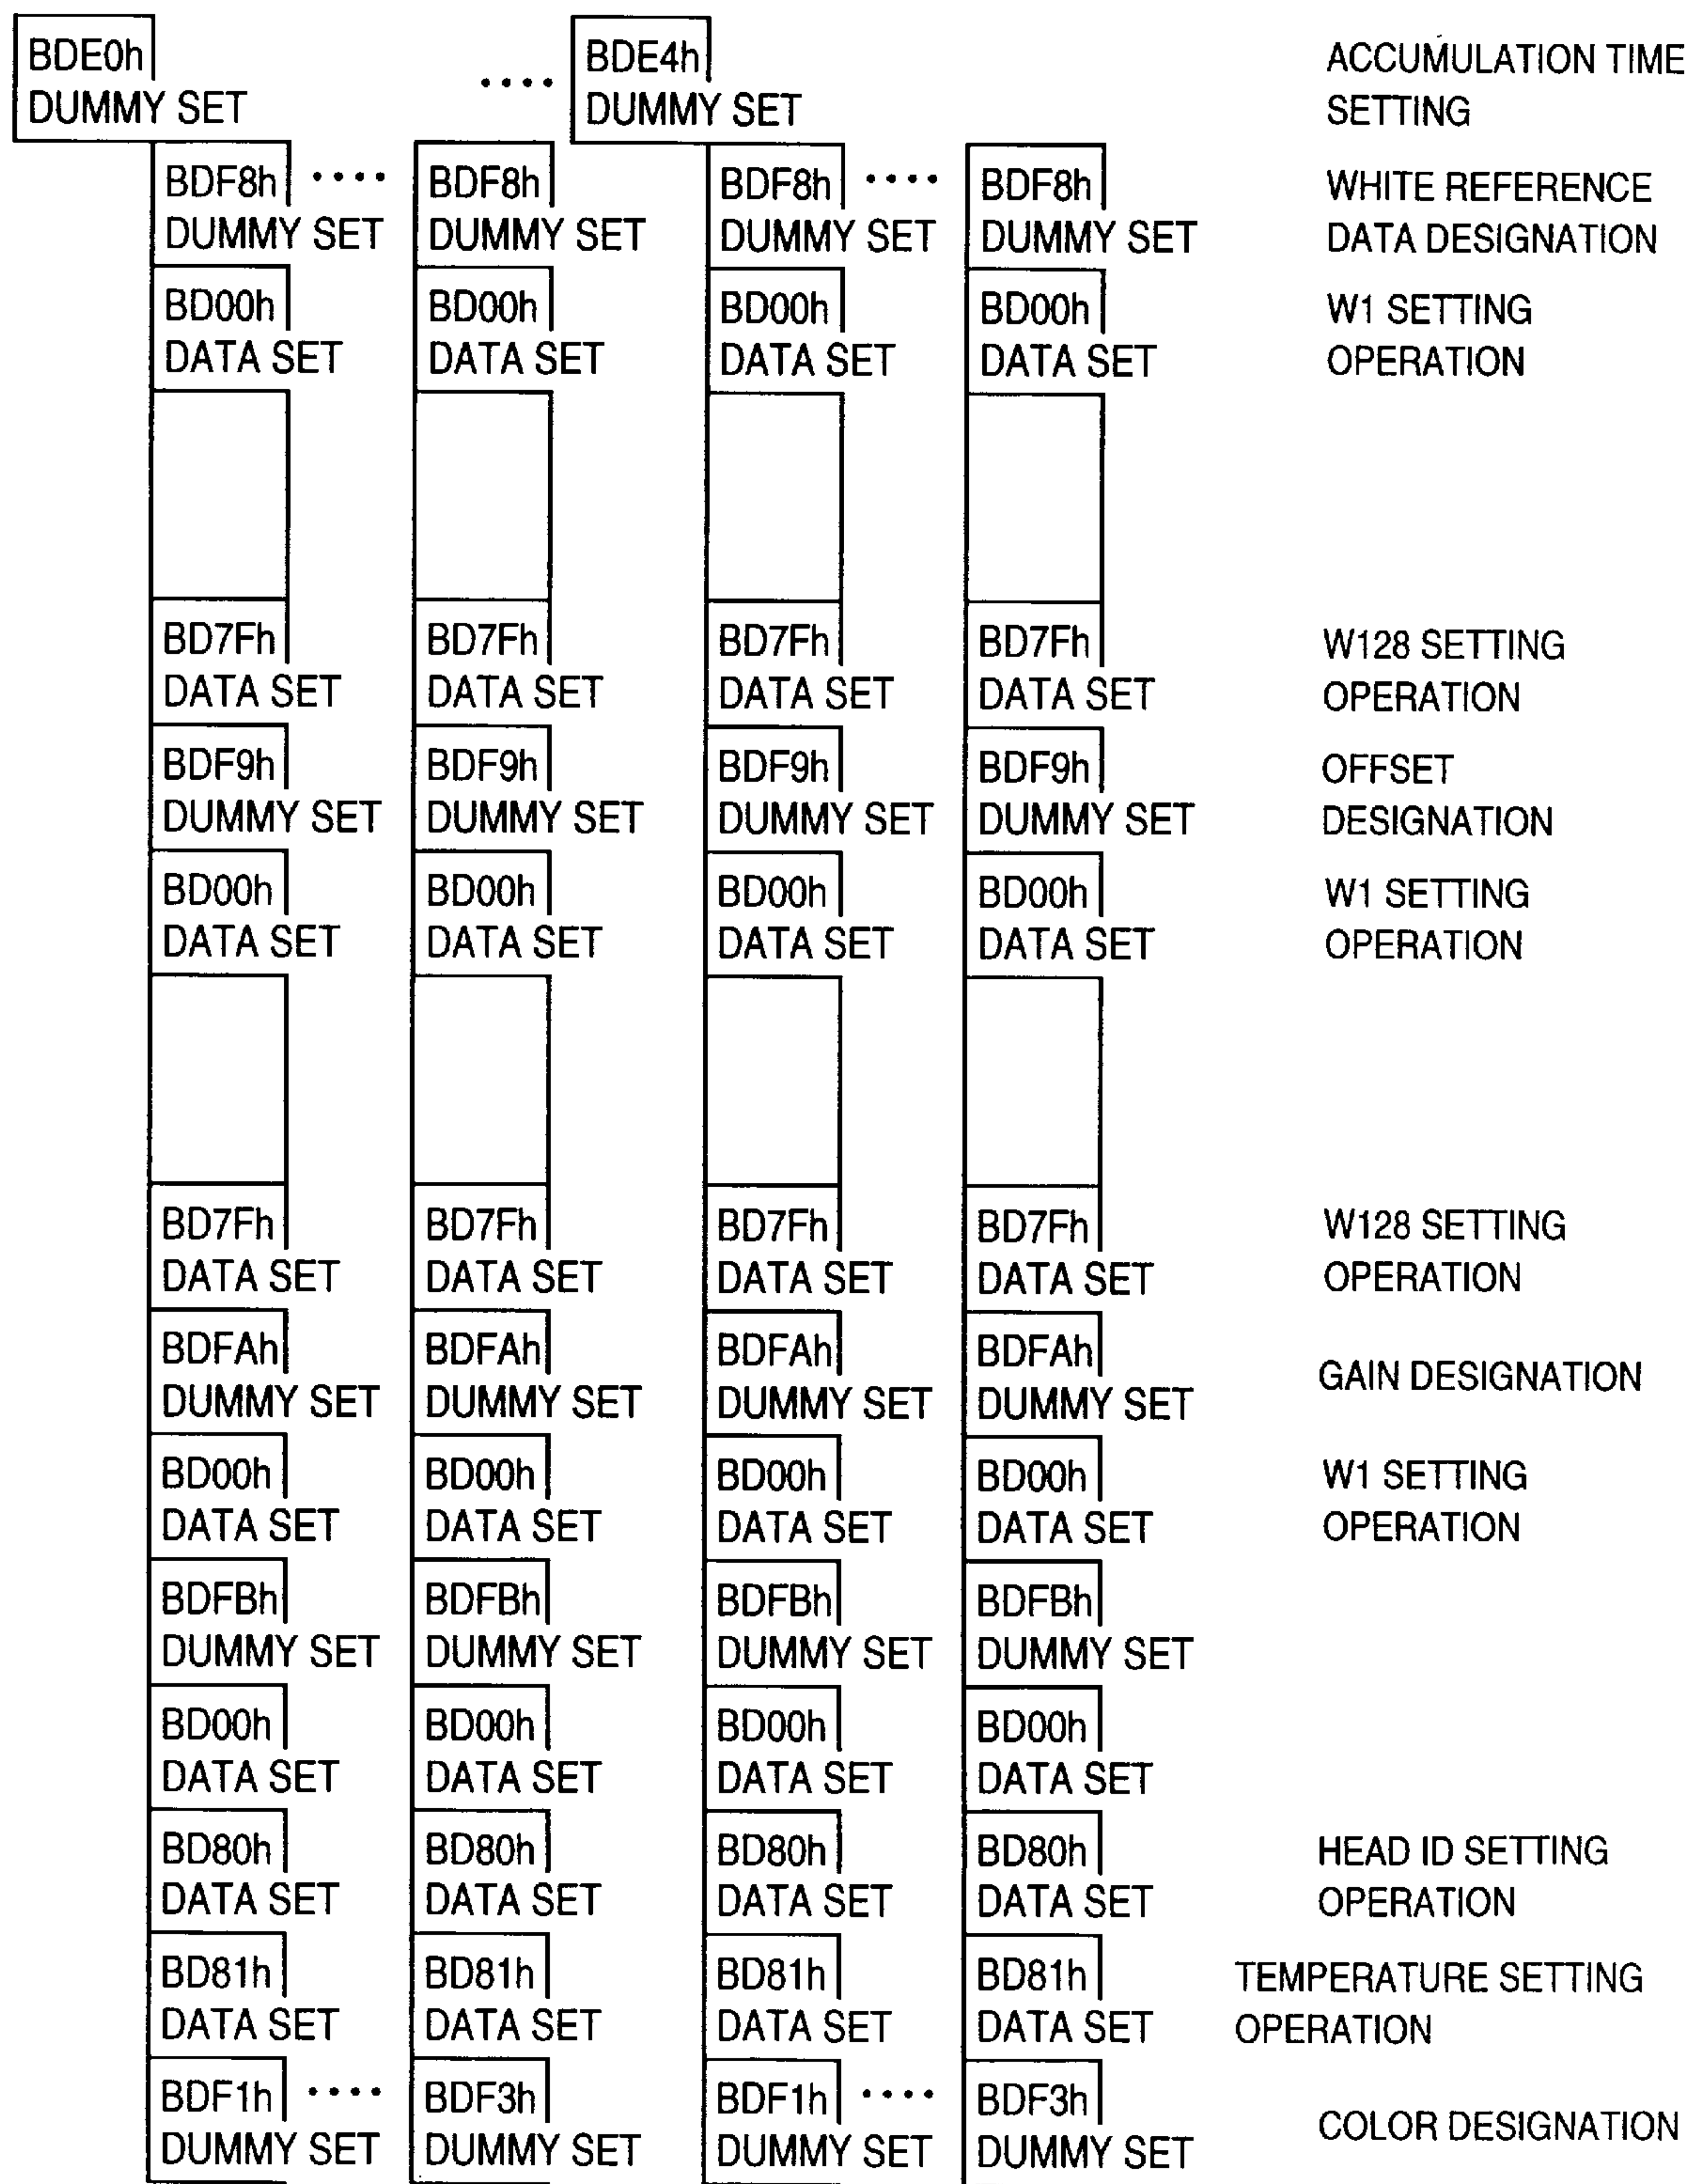 BDE0h .... BDE4h ACCUMULATION TIME
DUMMY SET DUMMY SET SETTING
BDF8h .... BDF8h BDF8h .... BDF8h WHITE REFERENCE
DUMMY SET DUMMY SET DUMMY SET DUMMY SET DATA DESIGNATION
BD00h BD00h BD00h BD00h W1 SETTING
DATA SET DATA SET DATA SET DATA SET OPERATION
BD7Fh BD7Fh BD7Fh BD7Fh W128 SETTING
DATA SET DATA SET DATA SET DATA SET OPERATION
BDF9h BDF9h BDF9h BDF9h OFFSET
DUMMY SET DUMMY SET DUMMY SET DUMMY SET DESIGNATION
BD00h BD00h BD00h BD00h W1 SETTING
DATA SET DATA SET DATA SET DATA SET OPERATION
BD7Fh BD7Fh BD7Fh BD7Fh W128 SETTING
DATA SET DATA SET DATA SET DATA SET OPERATION
BDFAh BDFAh BDFAh BDFAh GAIN DESIGNATION
DUMMY SET DUMMY SET DUMMY SET DUMMY SET
BD00h BD00h BD00h BD00h W1 SETTING
DATA SET DATA SET DATA SET DATA SET OPERATION
BDFBh BDFBh BDFBh BDFBh
DUMMY SET DUMMY SET DUMMY SET DUMMY SET
BD00h BD00h BD00h BD00h
DATA SET DATA SET DATA SET DATA SET
BD80h BD80h BD80h BD80h HEAD ID SETTING
DATA SET DATA SET DATA SET DATA SET OPERATION
BD81h BD81h BD81h BD81h TEMPERATURE SETTING
DATA SET DATA SET DATA SET DATA SET OPERATION
BDF1h .... BDF3h BDF1h .... BDF3h COLOR DESIGNATION
DUMMY SET DUMMY SET DUMMY SET DUMMY SET